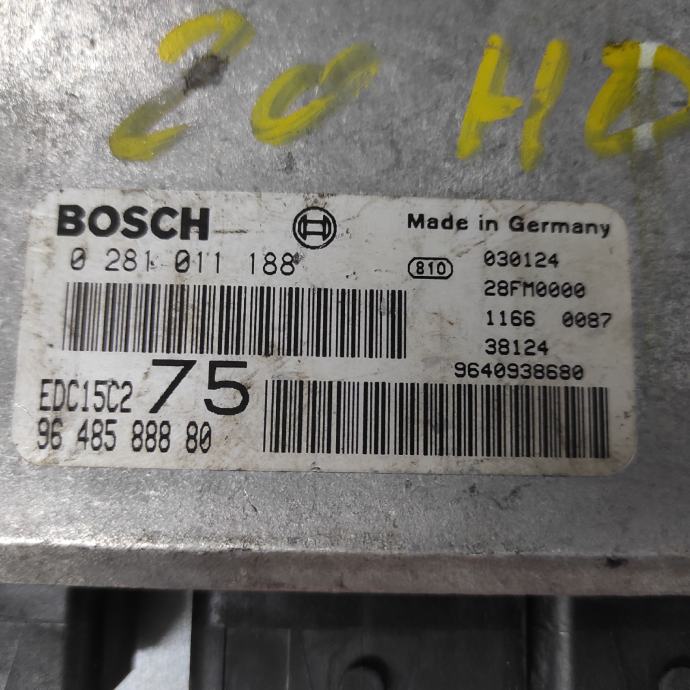 20 HD
BOSCH
Made in Germany
0 281 011 188
810
030124
28FM0000
1166 0087
38124
9640938680
EDC15C2
75
96 485 888 80